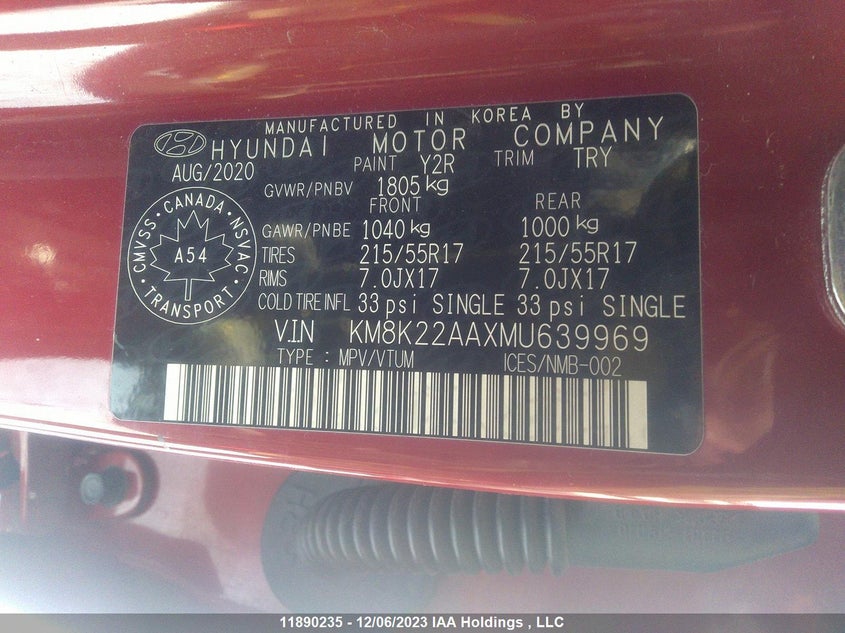 MANUFACTURED IN KOREA BY
HYUNDAI MOTOR COMPANY
AUG/2020 PAINT Y2R TRIM TRY
GVWR/PNBV 1805 kg
FRONT REAR
GAWR/PNBE 1040 kg 1000 kg
TIRES 215/55R17 215/55R17
RIMS 7.0JX17 7.0JX17
COLD TIRE INFL 33 psi SINGLE 33 psi SINGLE
CMVSS · CANADA · NSVAC
A54
TRANSPORT
V.I.N KM8K22AAXMU639969
TYPE : MPV/VTUM ICES/NMB-002
11890235 - 12/06/2023 IAA Holdings , LLC